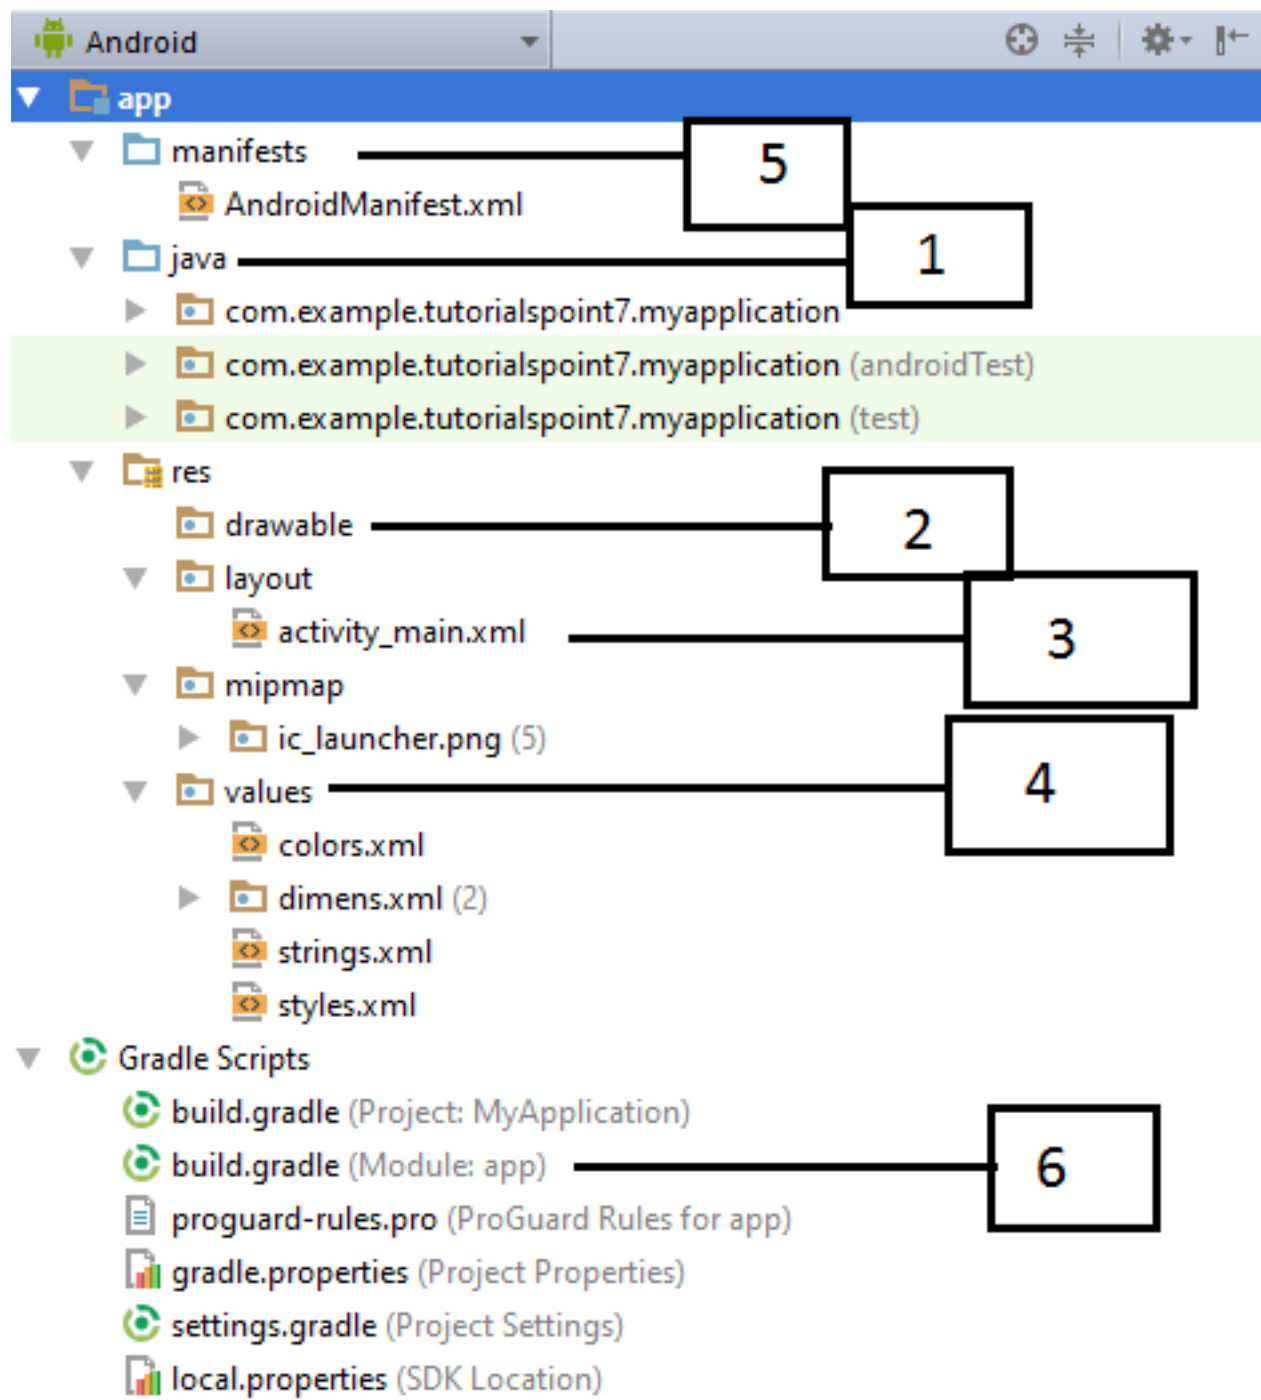 Android
app
manifests
5
AndroidManifest.xml
java
1
com.example.tutorialspoint7.myapplication
com.example.tutorialspoint7.myapplication (androidTest)
com.example.tutorialspoint7.myapplication (test)
res
drawable
2
layout
activity_main.xml
3
mipmap
ic_launcher.png (5)
values
4
colors.xml
dimens.xml (2)
strings.xml
styles.xml
Gradle Scripts
build.gradle (Project: MyApplication)
build.gradle (Module: app)
6
proguard-rules.pro (ProGuard Rules for app)
gradle.properties (Project Properties)
settings.gradle (Project Settings)
local.properties (SDK Location)